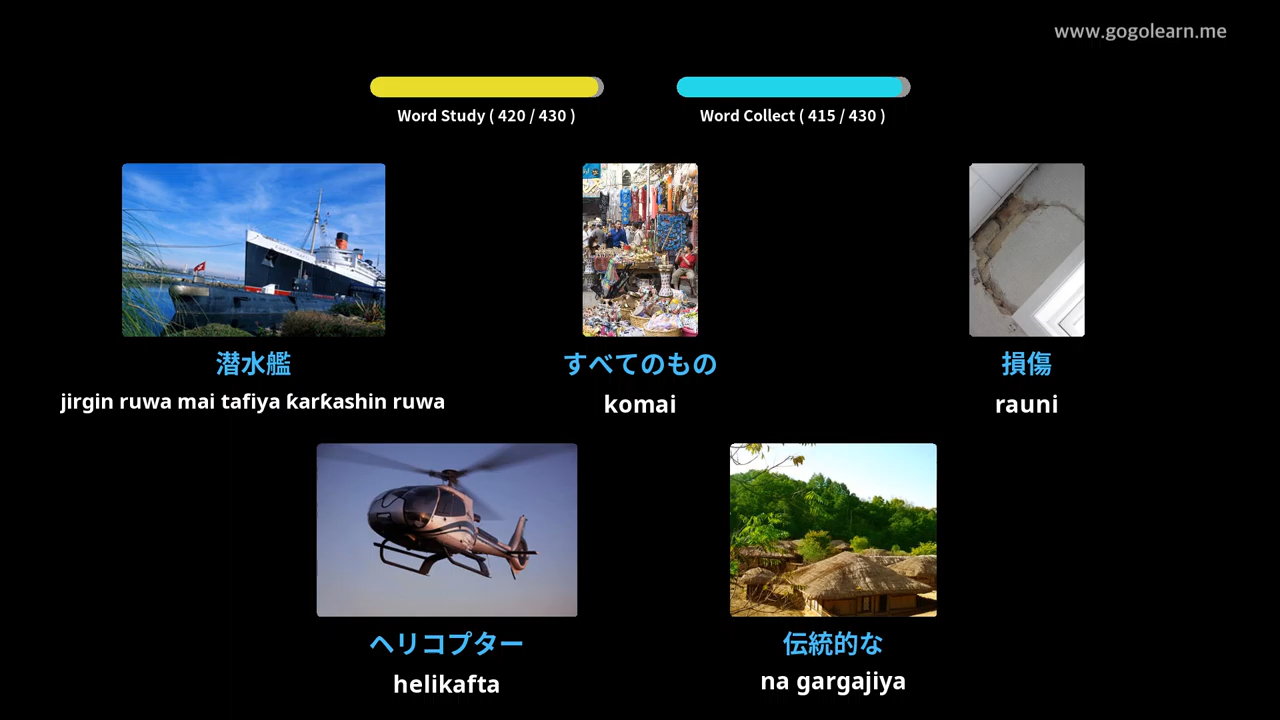 www.gogolearn.me
Word Study ( 420 / 430 )
Word Collect ( 415 / 430 )
潜水艦
jirgin ruwa mai tafiya ƙarƙashin ruwa
すべてのもの
komai
損傷
rauni
ヘリコプター
helikafta
伝統的な
na gargajiya